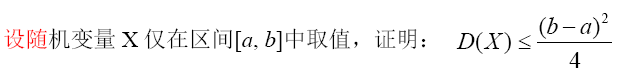 设随机变量 X 仅在区间[a, b]中取值，证明： D(X) ≤ (b−a)²/4